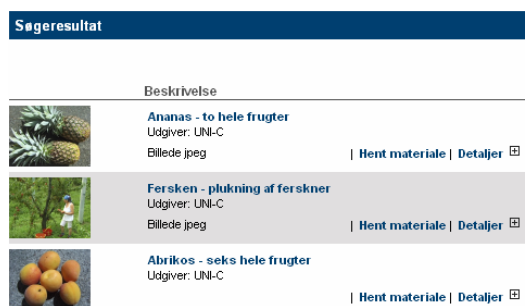 Søgeresultat
Beskrivelse
Ananas - to hele frugter
Udgiver: UNI-C
Billede jpeg | Hent materiale | Detaljer
Fersken - plukning af ferskner
Udgiver: UNI-C
Billede jpeg | Hent materiale | Detaljer
Abrikos - seks hele frugter
Udgiver: UNI-C
| Hent materiale | Detaljer